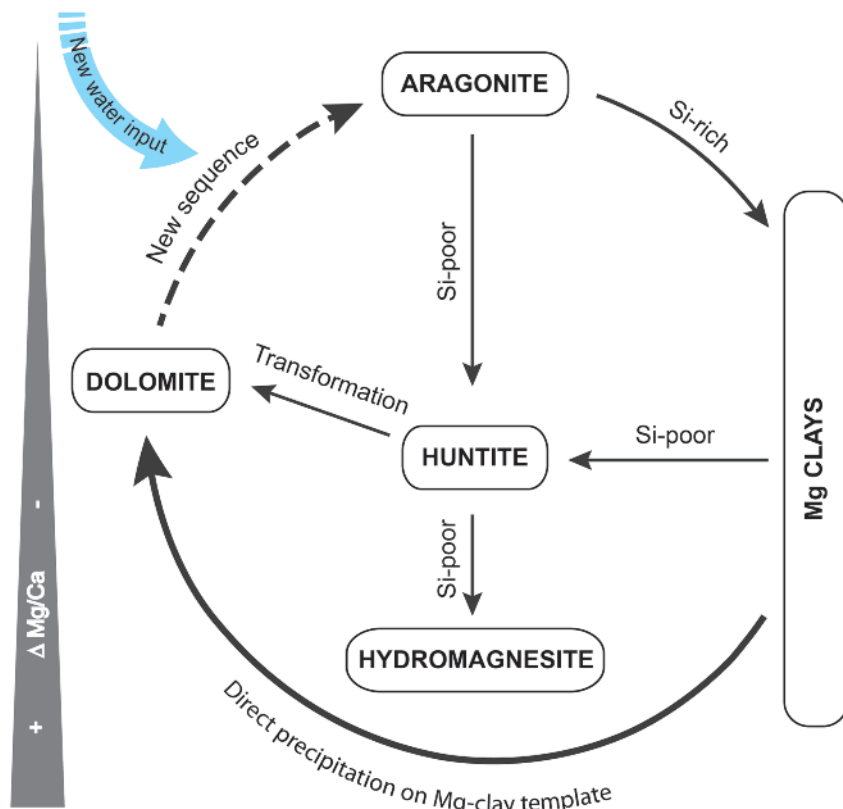 New water input
New sequence
ARAGONITE
Si-rich
Si-poor
DOLOMITE
Transformation
HUNTITE
Si-poor
Mg CLAYS
Si-poor
HYDROMAGNESITE
Direct precipitation on Mg-clay template
- 
Δ Mg/Ca
+